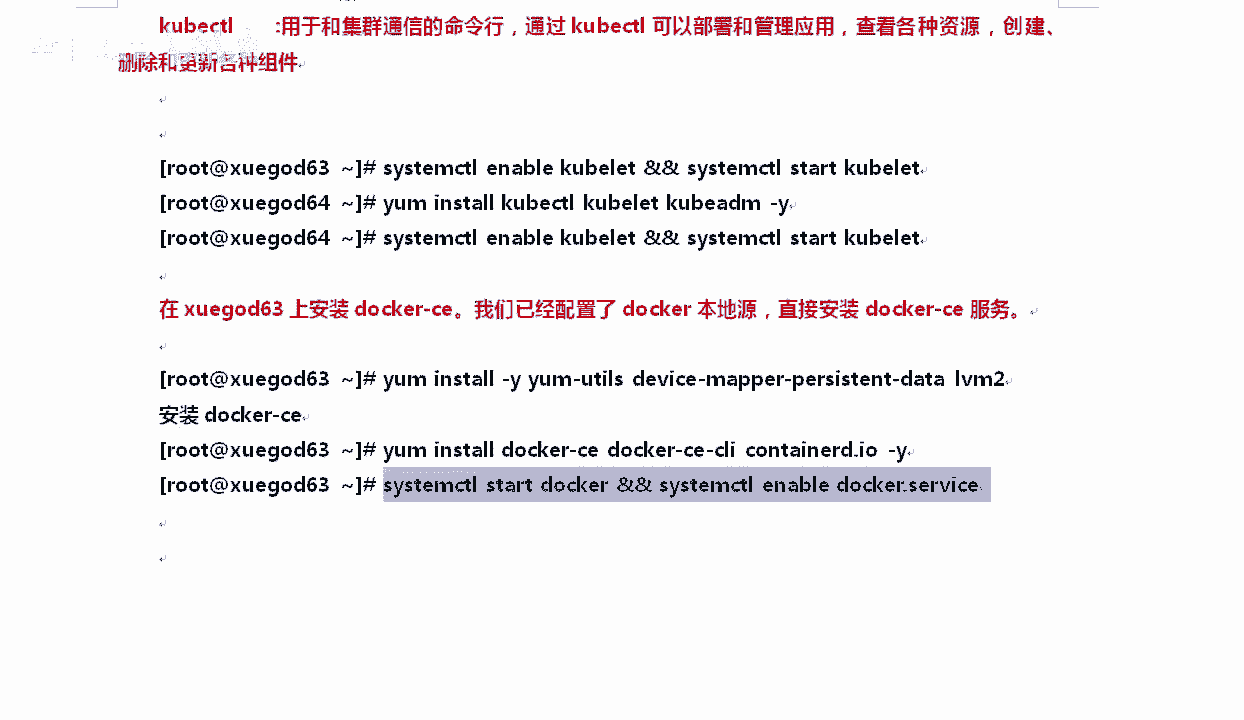 kubectl :用于和集群通信的命令行，通过 kubectl 可以部署和管理应用，查看各种资源，创建、
删除和更新各种组件
[root@xuegod63 ~]# systemctl enable kubelet && systemctl start kubelet
[root@xuegod64 ~]# yum install kubectl kubelet kubeadm -y
[root@xuegod64 ~]# systemctl enable kubelet && systemctl start kubelet
在 xuegod63 上安装 docker-ce。我们已经配置了 docker 本地源，直接安装 docker-ce 服务。
[root@xuegod63 ~]# yum install -y yum-utils device-mapper-persistent-data lvm2
安装 docker-ce
[root@xuegod63 ~]# yum install docker-ce docker-ce-cli containerd.io -y
[root@xuegod63 ~]# systemctl start docker && systemctl enable docker.service